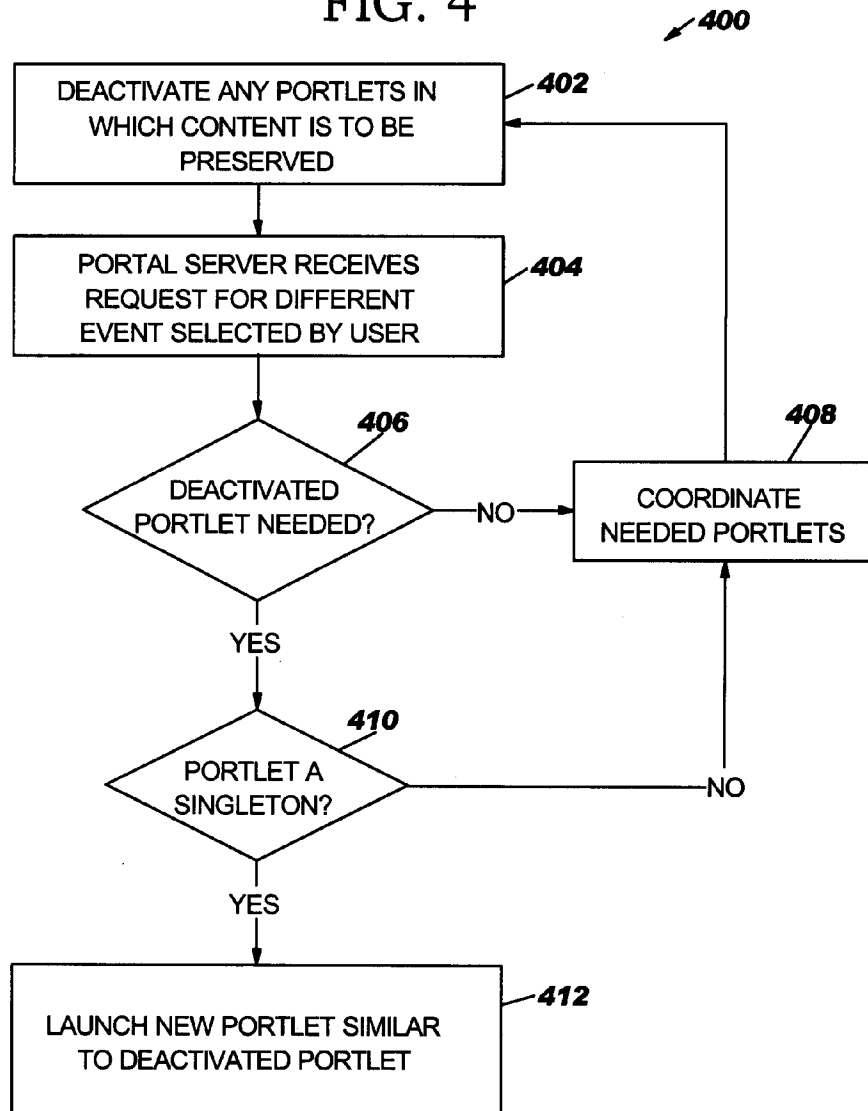 FIG. 4
400
DEACTIVATE ANY PORTLETS IN
WHICH CONTENT IS TO BE
PRESERVED
402
PORTAL SERVER RECEIVES
REQUEST FOR DIFFERENT
EVENT SELECTED BY USER
404
406
DEACTIVATED
PORTLET NEEDED?
NO
408
COORDINATE
NEEDED PORTLETS
YES
410
PORTLET A
SINGLETON?
NO
YES
412
LAUNCH NEW PORTLET SIMILAR
TO DEACTIVATED PORTLET